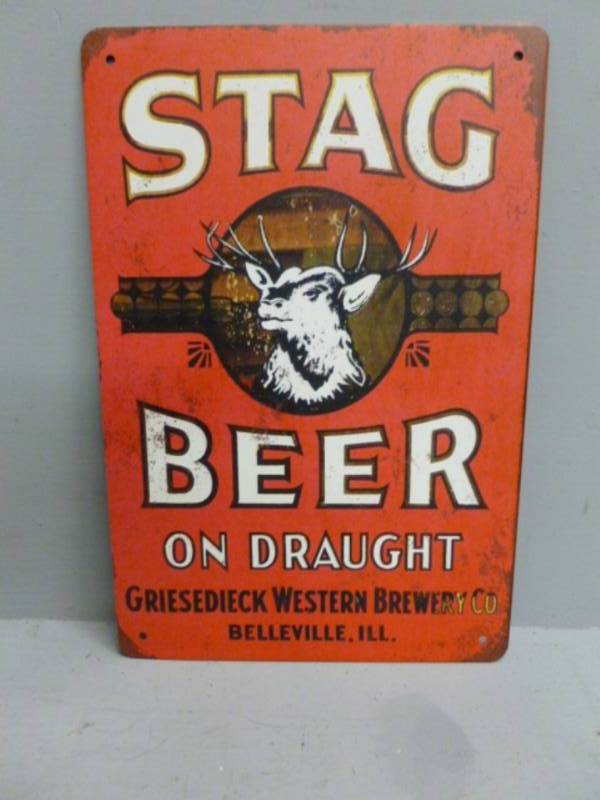 STAG
BEER
ON DRAUGHT
GRIESEDIECK WESTERN BREWERY CO
BELLEVILLE, ILL.